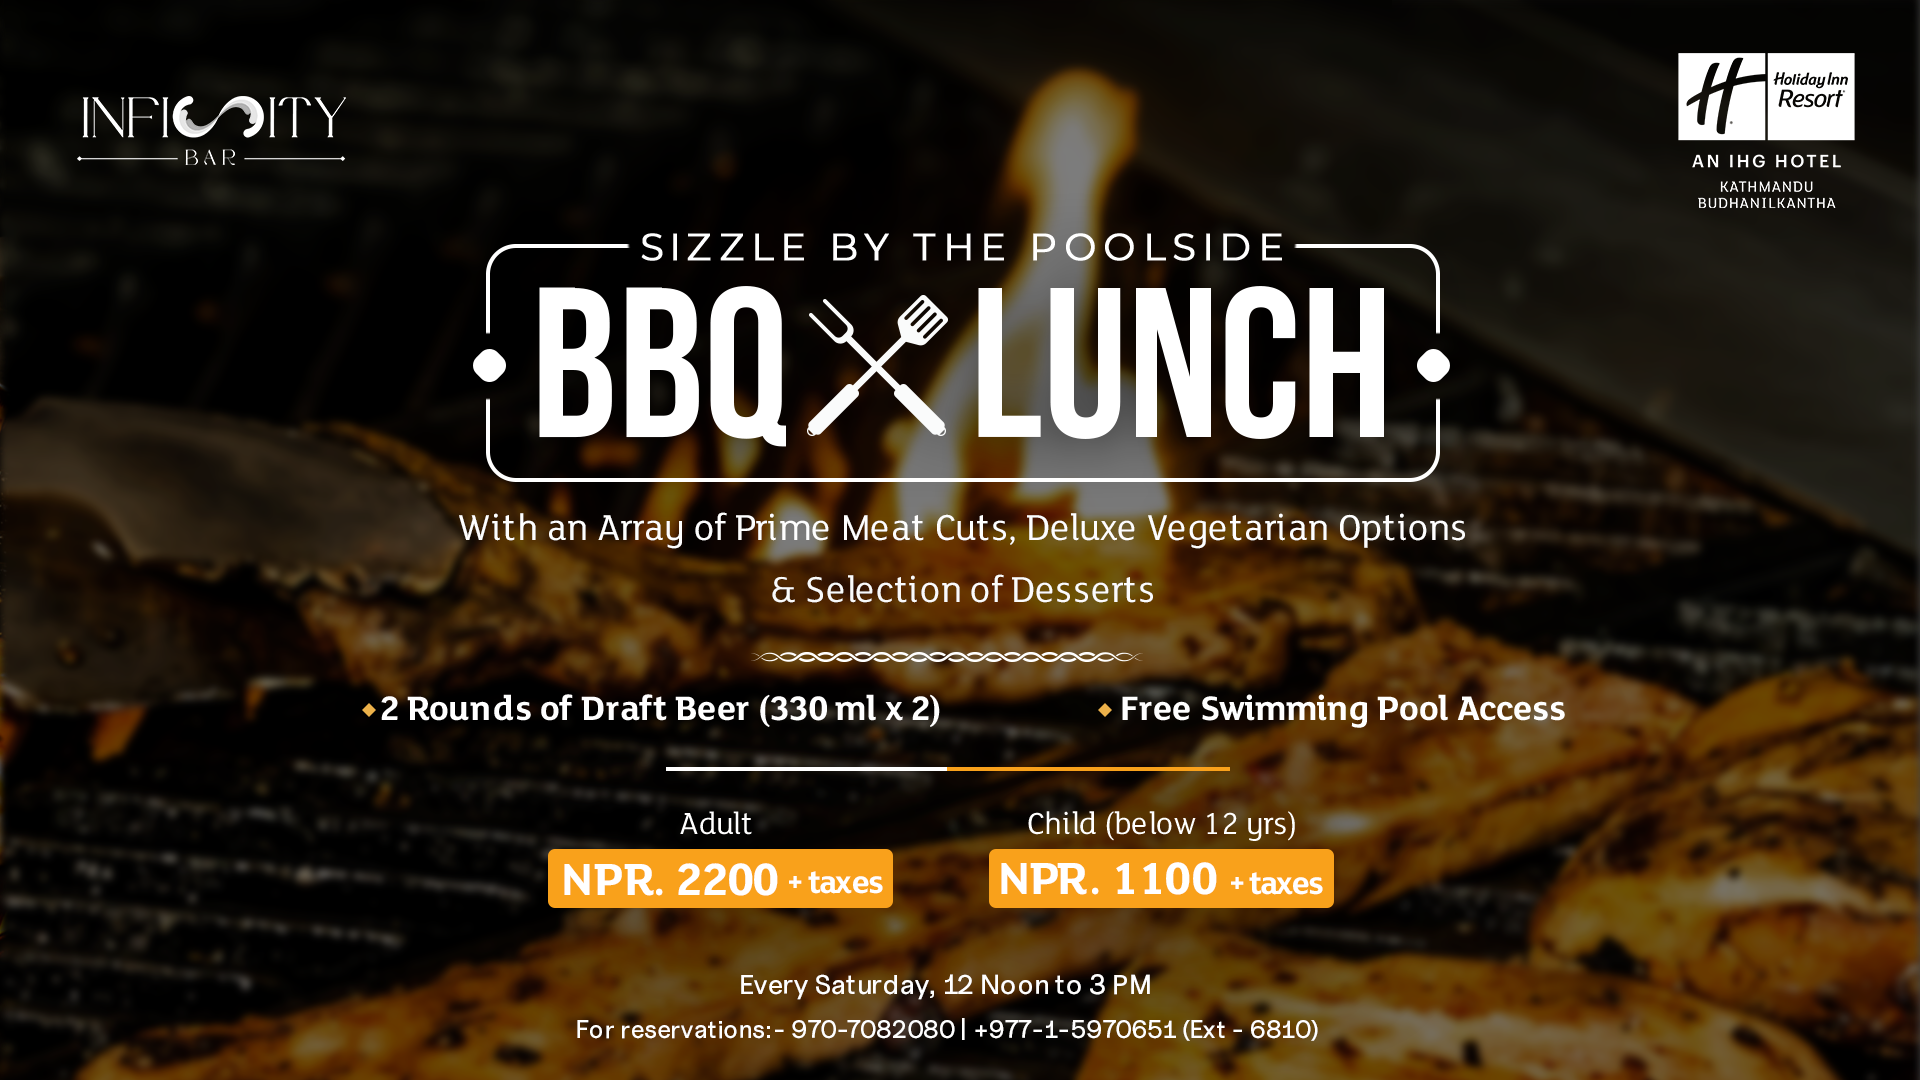 INFINITY
BAR
Holiday Inn
Resort
AN IHG HOTEL
KATHMANDU
BUDHANILKANTHA
SIZZLE BY THE POOLSIDE
BBQ LUNCH
With an Array of Prime Meat Cuts, Deluxe Vegetarian Options
& Selection of Desserts
2 Rounds of Draft Beer (330 ml x 2)
Free Swimming Pool Access
Adult
NPR. 2200 + taxes
Child (below 12 yrs)
NPR. 1100 + taxes
Every Saturday, 12 Noon to 3 PM
For reservations:- 970-7082080 | +977-1-5970651 (Ext - 6810)